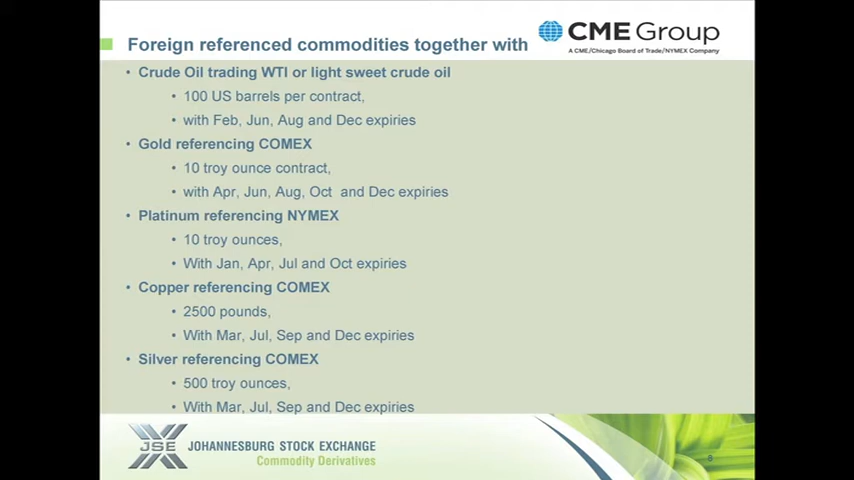 Foreign referenced commodities together with
CME Group
A CME/Chicago Board of Trade/NYMEX Company
• Crude Oil trading WTI or light sweet crude oil
• 100 US barrels per contract,
• with Feb, Jun, Aug and Dec expiries
• Gold referencing COMEX
• 10 troy ounce contract,
• with Apr, Jun, Aug, Oct and Dec expiries
• Platinum referencing NYMEX
• 10 troy ounces,
• With Jan, Apr, Jul and Oct expiries
• Copper referencing COMEX
• 2500 pounds,
• With Mar, Jul, Sep and Dec expiries
• Silver referencing COMEX
• 500 troy ounces,
• With Mar, Jul, Sep and Dec expiries
JSE
JOHANNESBURG STOCK EXCHANGE
Commodity Derivatives
8